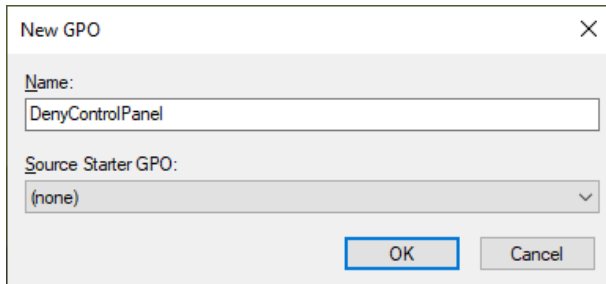 New GPO
Name:
DenyControlPanel
Source Starter GPO:
(none)
OK Cancel